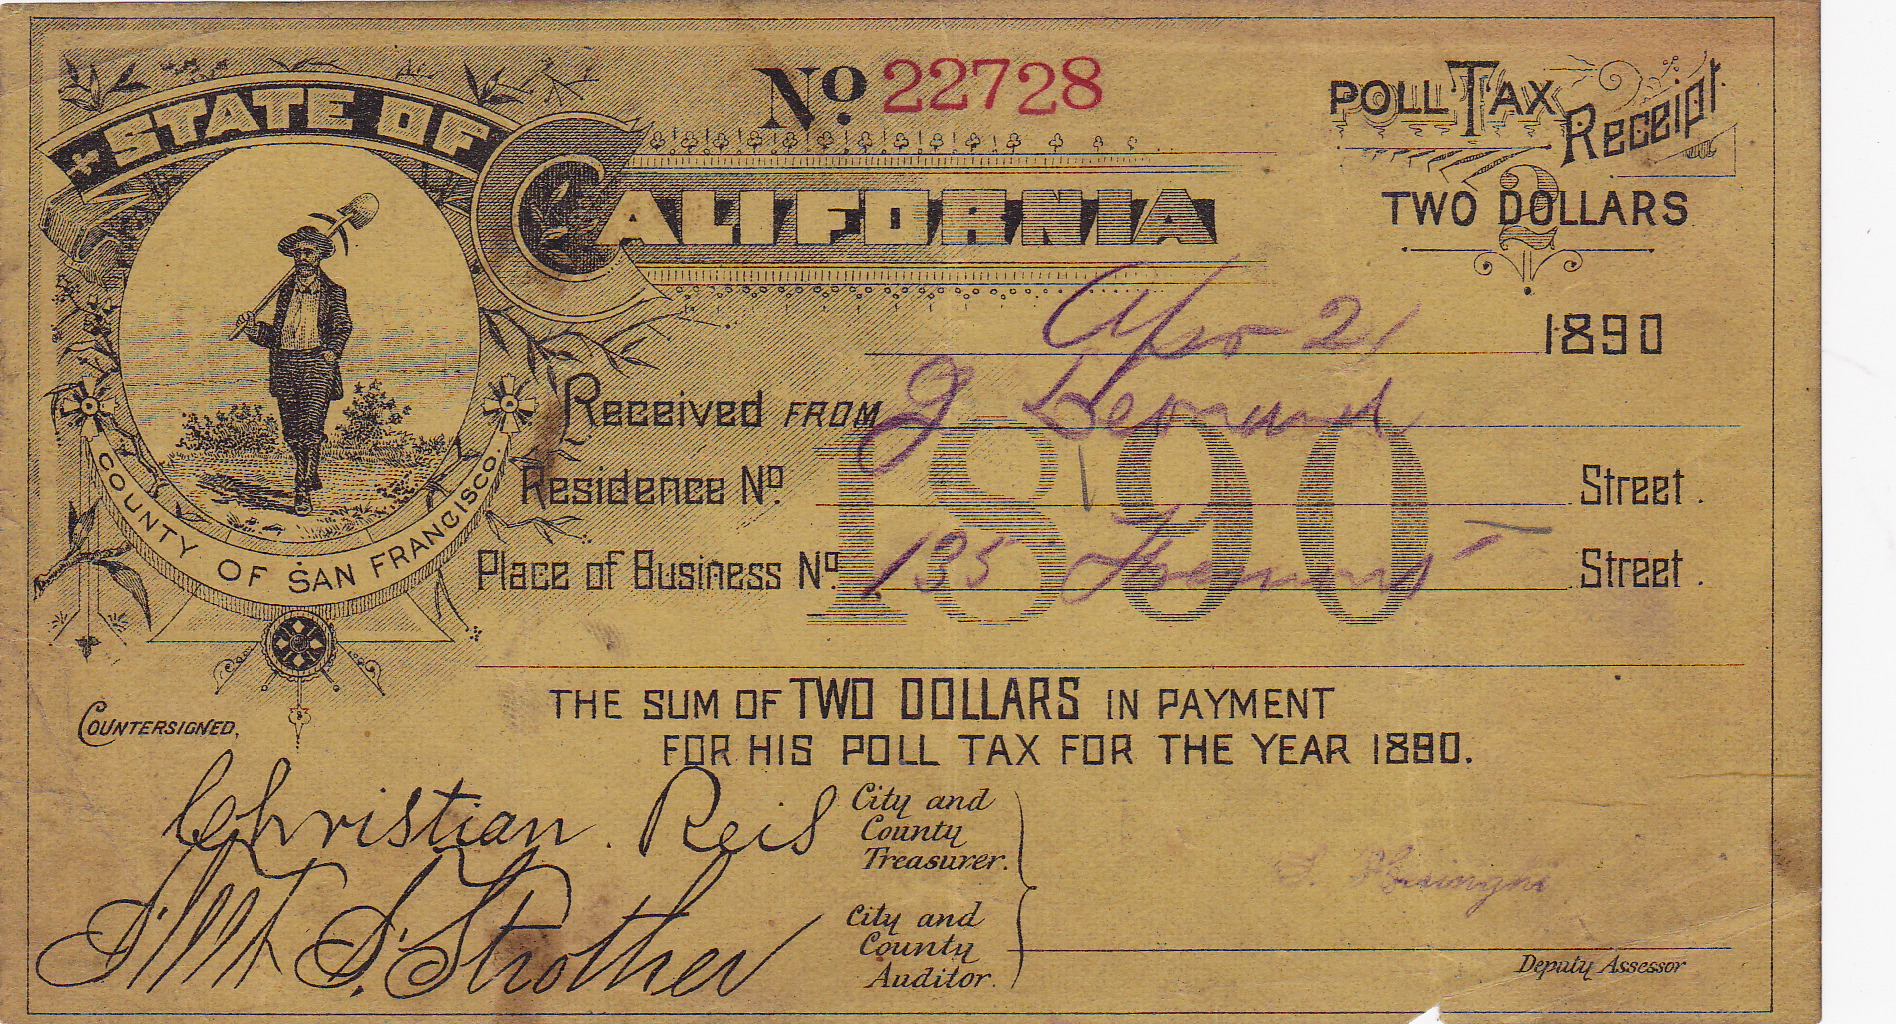 No. 22728
STATE OF
CALIFORNIA
POLL TAX Receipt
2
TWO DOLLARS
Apr 21 1890
Received FROM J
1890
Residence No. Street.
Place of Business No. 135 Street.
COUNTY OF SAN FRANCISCO.
THE SUM OF TWO DOLLARS IN PAYMENT
FOR HIS POLL TAX FOR THE YEAR 1890.
COUNTERSIGNED,
Christian Reis City and County Treasurer.
Strother City and County Auditor.
Deputy Assessor